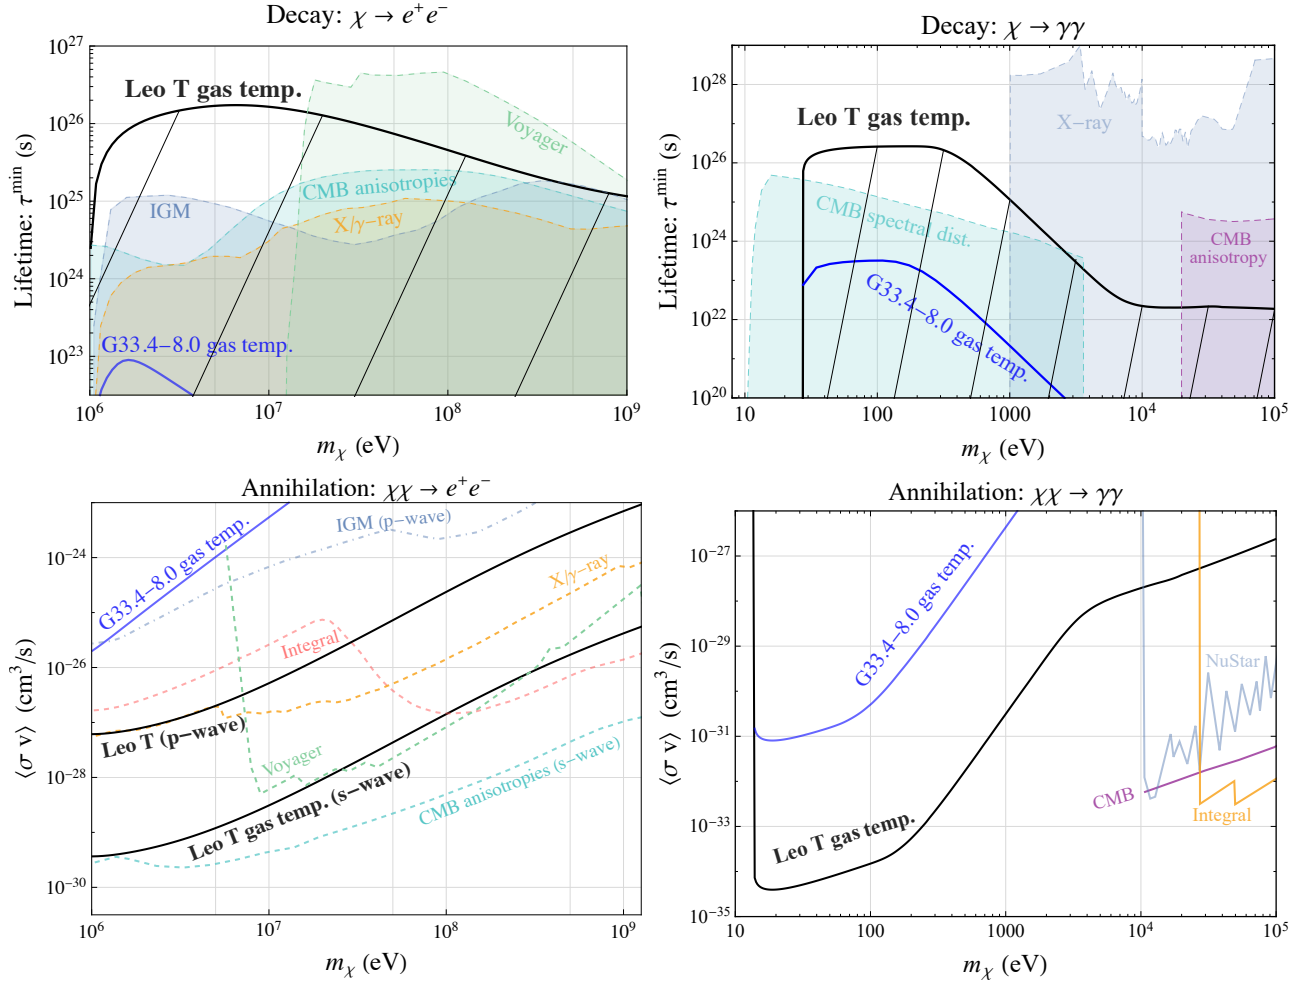 Decay: χ → e⁺e⁻
Lifetime: τᵐⁱⁿ (s)
10²⁷
10²⁶
10²⁵
10²⁴
10²³
Leo T gas temp.
Voyager
CMB anisotropies
IGM
X/γ−ray
G33.4−8.0 gas temp.
10⁶
10⁷
10⁸
10⁹
m_χ (eV)
Decay: χ → γγ
Lifetime: τᵐⁱⁿ (s)
10²⁸
10²⁶
10²⁴
10²²
10²⁰
Leo T gas temp.
X−ray
CMB spectral dist.
CMB
anisotropy
G33.4−8.0 gas temp.
10
100
1000
10⁴
10⁵
m_χ (eV)
Annihilation: χχ → e⁺e⁻
⟨σ v⟩ (cm³/s)
10⁻²⁴
10⁻²⁶
10⁻²⁸
10⁻³⁰
G33.4−8.0 gas temp.
IGM (p−wave)
X/γ−ray
Integral
Leo T (p−wave)
Voyager
Leo T gas temp. (s−wave)
CMB anisotropies (s−wave)
10⁶
10⁷
10⁸
10⁹
m_χ (eV)
Annihilation: χχ → γγ
⟨σ v⟩ (cm³/s)
10⁻²⁷
10⁻²⁹
10⁻³¹
10⁻³³
10⁻³⁵
G33.4−8.0 gas temp.
NuStar
CMB
Integral
Leo T gas temp.
10
100
1000
10⁴
10⁵
m_χ (eV)